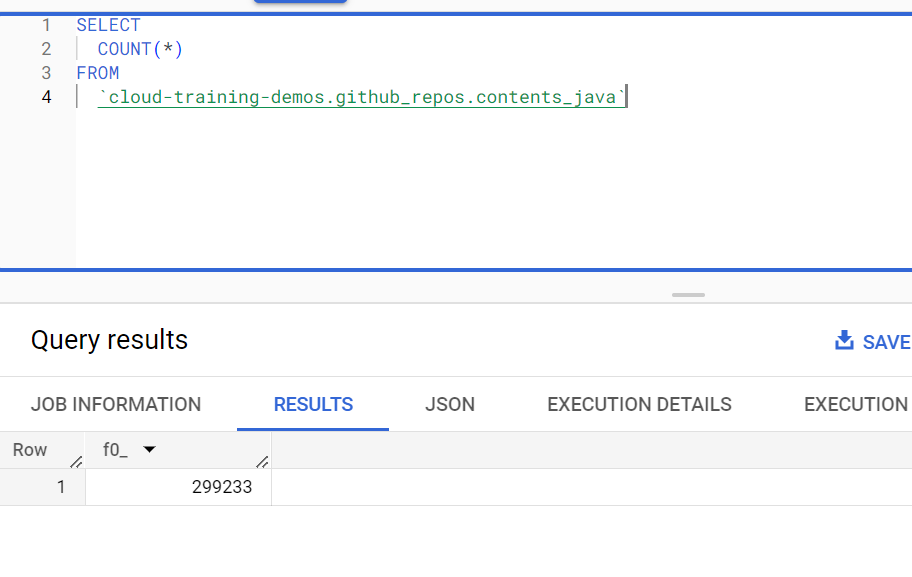 1 SELECT
2 COUNT(*)
3 FROM
4 `cloud-training-demos.github_repos.contents_java`
Query results
SAVE
JOB INFORMATION RESULTS JSON EXECUTION DETAILS EXECUTION
Row f0_
1 299233